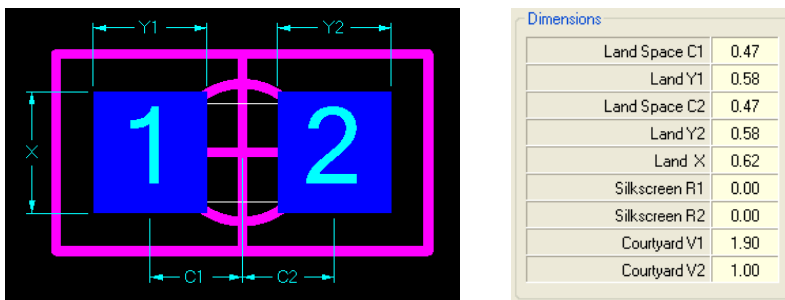 Y1
Y2
X
1
2
C1
C2
Dimensions
Land Space C1 0.47
Land Y1 0.58
Land Space C2 0.47
Land Y2 0.58
Land X 0.62
Silkscreen R1 0.00
Silkscreen R2 0.00
Courtyard V1 1.90
Courtyard V2 1.00